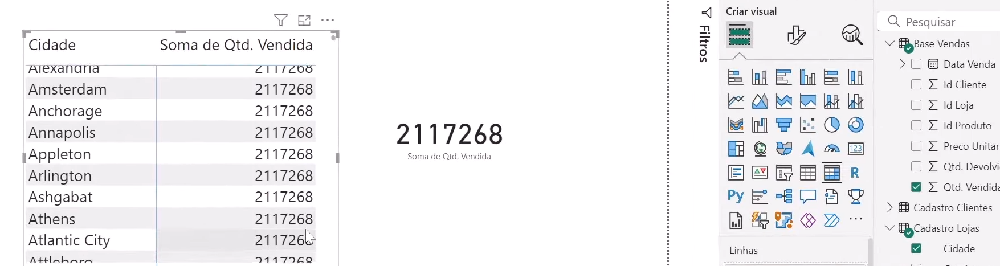 Cidade Soma de Qtd. Vendida
Alexandria 2117268
Amsterdam 2117268
Anchorage 2117268
Annapolis 2117268
Appleton 2117268
Arlington 2117268
Ashgabat 2117268
Athens 2117268
Atlantic City 2117268
Attleboro 2117268
2117268
Soma de Qtd. Vendida
Filtros
Criar visual
123
R
Py
Linhas
Pesquisar
Base Vendas
Data Venda
Id Cliente
Id Loja
Id Produto
Preco Unitar
Qtd. Devolvi
Qtd. Vendida
Cadastro Clientes
Cadastro Lojas
Cidade